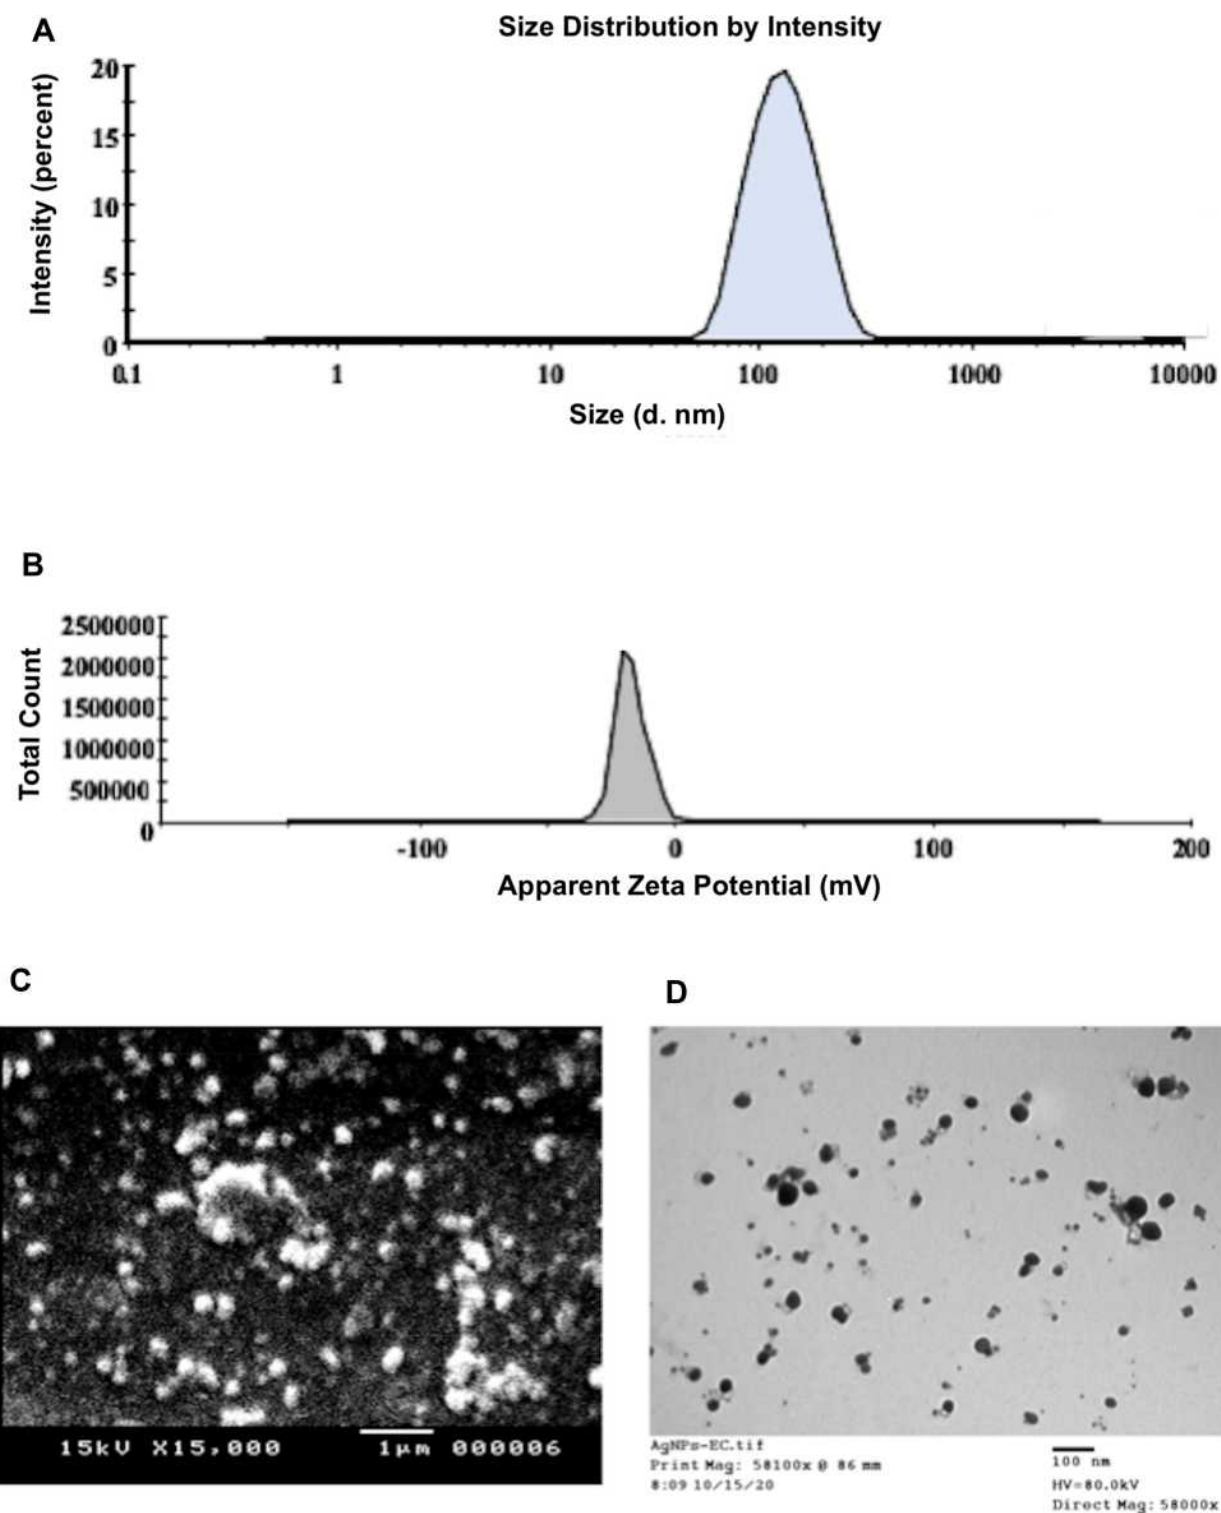 A
Size Distribution by Intensity
Intensity (percent)
20
15
10
5
0
0.1 1 10 100 1000 10000
Size (d. nm)
B
Total Count
2500000
2000000
1500000
1000000
500000
0
-100 0 100 200
Apparent Zeta Potential (mV)
C
D
15kV X15,000 1µm 000006
AgNPs-EC.tif
Print Mag: 58100x @ 86 mm
8:09 10/15/20
100 nm
HV=80.0kV
Direct Mag: 58000x